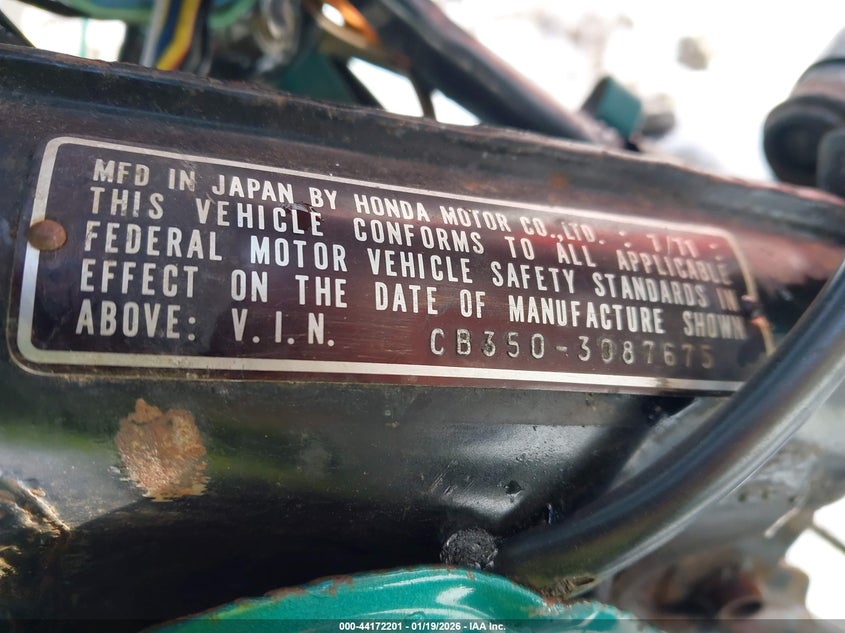 MFD IN JAPAN BY HONDA MOTOR CO.,LTD. : 7/71
THIS VEHICLE CONFORMS TO ALL APPLICABLE
FEDERAL MOTOR VEHICLE SAFETY STANDARDS IN
EFFECT ON THE DATE OF MANUFACTURE SHOWN
ABOVE: V.I.N. CB350-3087675
000-44172201 - 01/19/2026 - IAA Inc.